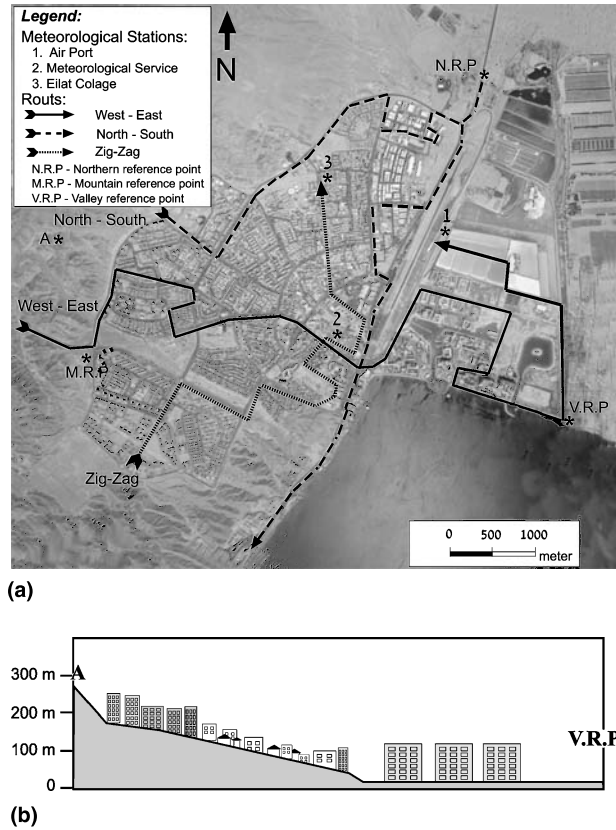 Legend:
Meteorological Stations:
1. Air Port
2. Meteorological Service
3. Eilat Colage
Routs:
West - East
North - South
Zig-Zag
N.R.P - Northern reference point
M.R.P - Mountain reference point
V.R.P - Valley reference point
N
N.R.P *
3
*
North - South
A *
1
*
West - East
2
*
* M.R.P
V.R.P *
Zig-Zag
0 500 1000
meter
(a)
300 m
A
200 m
100 m
V.R.P
0
(b)